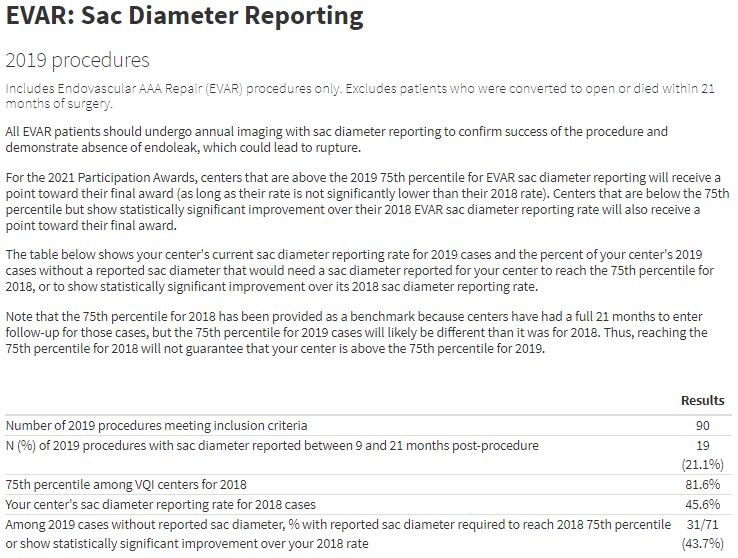 EVAR: Sac Diameter Reporting
2019 procedures
Includes Endovascular AAA Repair (EVAR) procedures only. Excludes patients who were converted to open or died within 21
months of surgery.
All EVAR patients should undergo annual imaging with sac diameter reporting to confirm success of the procedure and
demonstrate absence of endoleak, which could lead to rupture.
For the 2021 Participation Awards, centers that are above the 2019 75th percentile for EVAR sac diameter reporting will receive a
point toward their final award (as long as their rate is not significantly lower than their 2018 rate). Centers that are below the 75th
percentile but show statistically significant improvement over their 2018 EVAR sac diameter reporting rate will also receive a
point toward their final award.
The table below shows your center's current sac diameter reporting rate for 2019 cases and the percent of your center's 2019
cases without a reported sac diameter that would need a sac diameter reported for your center to reach the 75th percentile for
2018, or to show statistically significant improvement over its 2018 sac diameter reporting rate.
Note that the 75th percentile for 2018 has been provided as a benchmark because centers have had a full 21 months to enter
follow-up for those cases, but the 75th percentile for 2019 cases will likely be different than it was for 2018. Thus, reaching the
75th percentile for 2018 will not guarantee that your center is above the 75th percentile for 2019.
Results
Number of 2019 procedures meeting inclusion criteria 90
N (%) of 2019 procedures with sac diameter reported between 9 and 21 months post-procedure 19
(21.1%)
75th percentile among VQI centers for 2018 81.6%
Your center's sac diameter reporting rate for 2018 cases 45.6%
Among 2019 cases without reported sac diameter, % with reported sac diameter required to reach 2018 75th percentile 31/71
or show statistically significant improvement over your 2018 rate (43.7%)